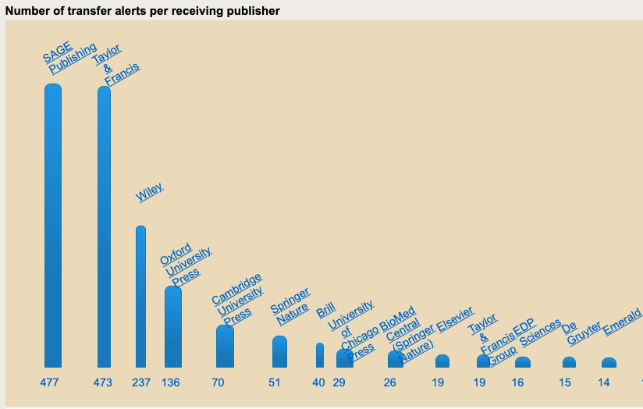 Number of transfer alerts per receiving publisher
SAGE
Publishing
Taylor
&
Francis
Wiley
Oxford
University
Press
Cambridge
University
Press
Springer
Nature
Brill
University
of
Chicago
Press
BioMed
Central
(Springer
Nature)
Elsevier
Taylor
&
Francis
Group
EDP
Sciences
De
Gruyter
Emerald
477 473 237 136 70 51 40 29 26 19 19 16 15 14